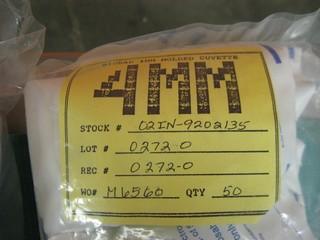 4MM
STOCK # 02IN-9202135
LOT # 0272-0
REC # 0272-0
WO# M6560 QTY 50